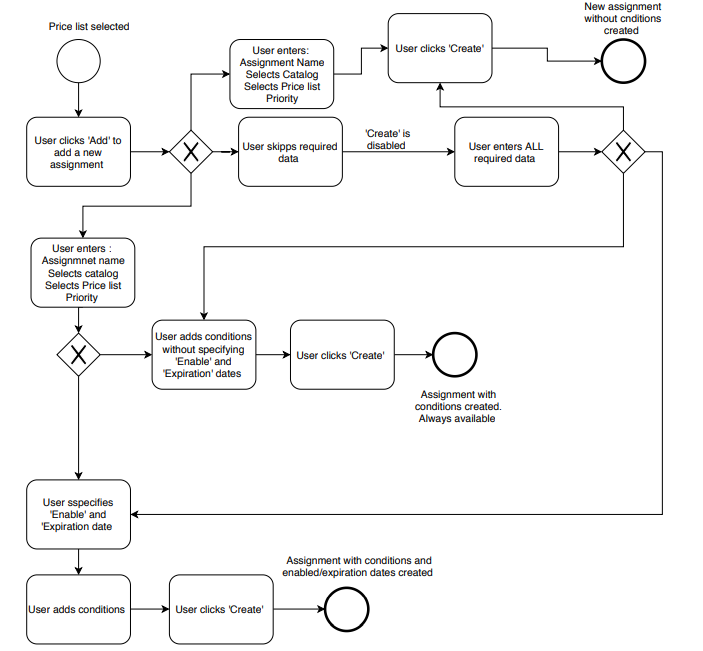 New assignment
without cnditions
created
Price list selected
User enters:
Assignment Name
Selects Catalog
Selects Price list
Priority
User clicks 'Create'
User clicks 'Add' to
add a new
assignment
User skipps required
data
'Create' is
disabled
User enters ALL
required data
User enters :
Assignmnet name
Selects catalog
Selects Price list
Priority
User adds conditions
without specifying
'Enable' and
'Expiration' dates
User clicks 'Create'
Assignment with
conditions created.
Always available
User sspecifies
'Enable' and
'Expiration date
Assignment with conditions and
enabled/expiration dates created
User adds conditions
User clicks 'Create'